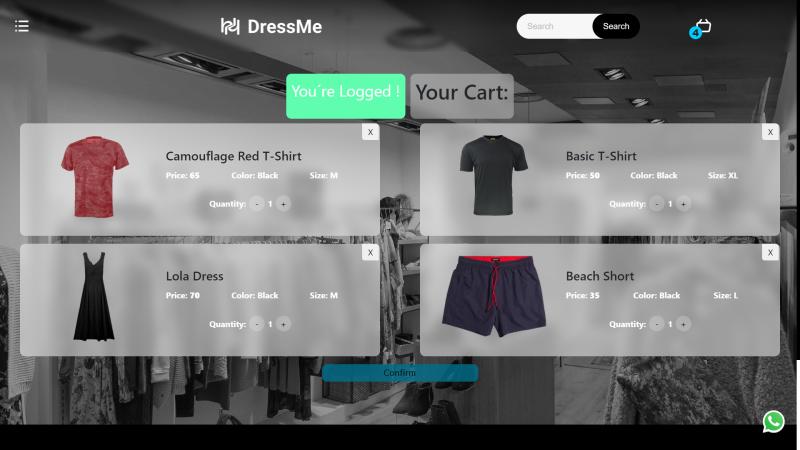 DressMe
Search
Search
4
You´re Logged !
Your Cart:
X
Camouflage Red T-Shirt
Price: 65 Color: Black Size: M
Quantity: - 1 +
X
Basic T-Shirt
Price: 50 Color: Black Size: XL
Quantity: - 1 +
X
Lola Dress
Price: 70 Color: Black Size: M
Quantity: - 1 +
X
Beach Short
Price: 35 Color: Black Size: L
Quantity: - 1 +
Confirm